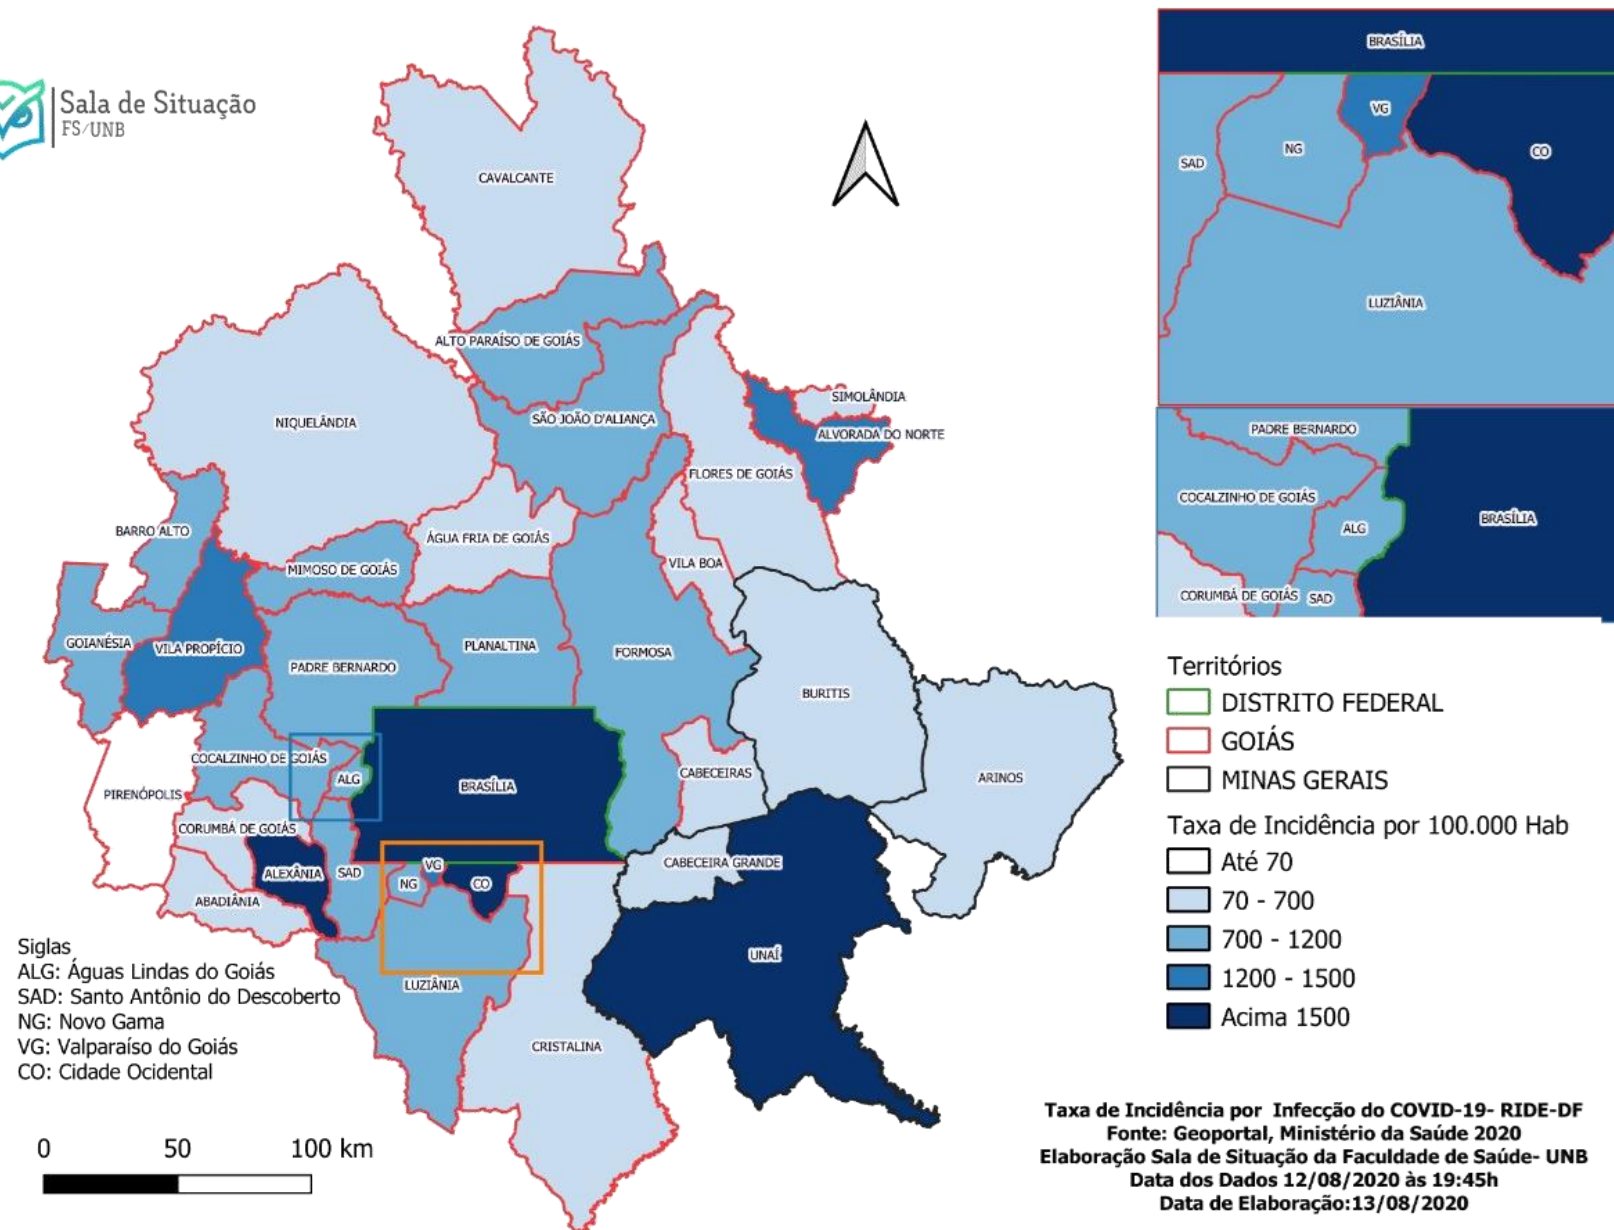 Sala de Situação
FS/UNB
CAVALCANTE
ALTO PARAÍSO DE GOIÁS
NIQUELÂNDIA
SÃO JOÃO D'ALIANÇA
SIMOLÂNDIA
ALVORADA DO NORTE
FLORES DE GOIÁS
BARRO ALTO
ÁGUA FRIA DE GOIÁS
MIMOSO DE GOIÁS
VILA BOA
GOIANÉSIA
VILA PROPÍCIO
PADRE BERNARDO
PLANALTINA
FORMOSA
BURITIS
COCALZINHO DE GOIÁS
ALG
BRASÍLIA
CABECEIRAS
ARINOS
PIRENÓPOLIS
CORUMBÁ DE GOIÁS
ALEXÂNIA
SAD
VG
NG
CO
CABECEIRA GRANDE
ABADIÂNIA
UNAÍ
LUZIÂNIA
CRISTALINA
Siglas
ALG: Águas Lindas do Goiás
SAD: Santo Antônio do Descoberto
NG: Novo Gama
VG: Valparaíso do Goiás
CO: Cidade Ocidental
0 50 100 km
BRASÍLIA
VG
NG
SAD
CO
LUZIÂNIA
PADRE BERNARDO
COCALZINHO DE GOIÁS
ALG
BRASÍLIA
CORUMBÁ DE GOIÁS
SAD
Territórios
DISTRITO FEDERAL
GOIÁS
MINAS GERAIS
Taxa de Incidência por 100.000 Hab
Até 70
70 - 700
700 - 1200
1200 - 1500
Acima 1500
Taxa de Incidência por Infecção do COVID-19- RIDE-DF
Fonte: Geoportal, Ministério da Saúde 2020
Elaboração Sala de Situação da Faculdade de Saúde- UNB
Data dos Dados 12/08/2020 às 19:45h
Data de Elaboração:13/08/2020